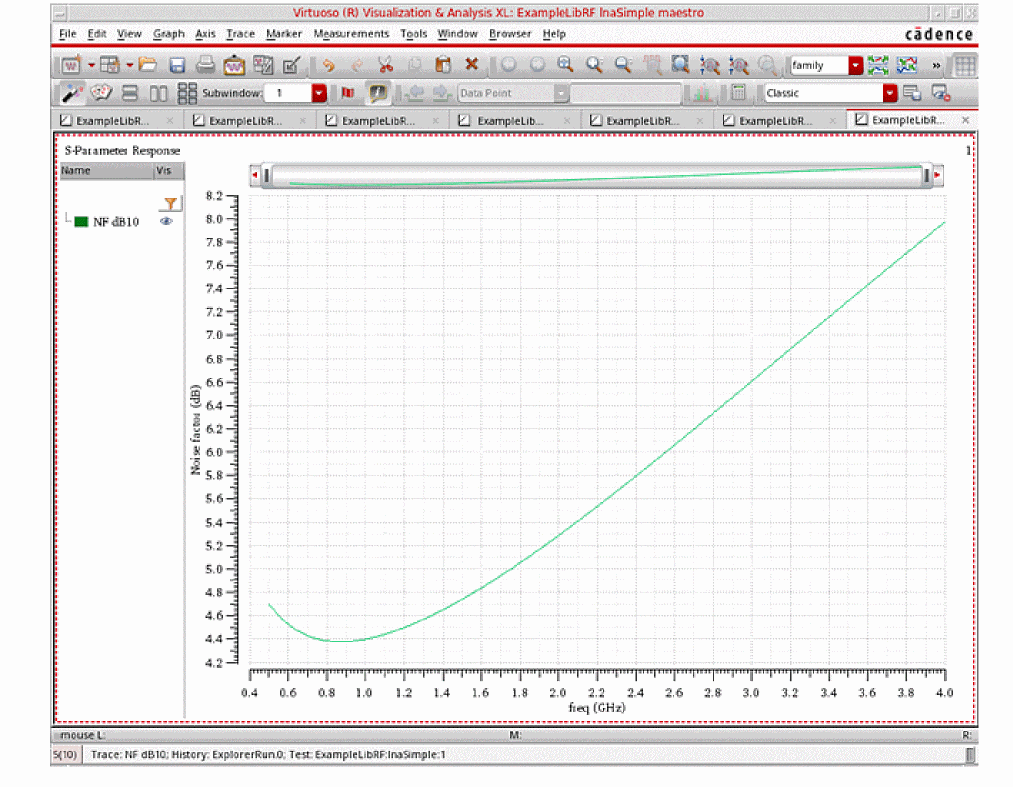 Virtuoso (R) Visualization & Analysis XL: ExampleLibRF lnaSimple maestro
File Edit View Graph Axis Trace Marker Measurements Tools Window Browser Help
cādence
family
»
Subwindow: 1
Data Point
Classic
ExampleLibR...
ExampleLibR...
ExampleLibR...
ExampleLib...
ExampleLibR...
ExampleLibR...
ExampleLibR...
S-Parameter Response
1
Name Vis
NF dB10
8.2
8.0
7.8
7.6
7.4
7.2
7.0
6.8
6.6
6.4
6.2
6.0
5.8
5.6
5.4
5.2
5.0
4.8
4.6
4.4
4.2
Noise factor (dB)
0.4 0.6 0.8 1.0 1.2 1.4 1.6 1.8 2.0 2.2 2.4 2.6 2.8 3.0 3.2 3.4 3.6 3.8 4.0
freq (GHz)
mouse L: M: R:
5(10) Trace: NF dB10; History: ExplorerRun.0; Test: ExampleLibRF:lnaSimple:1